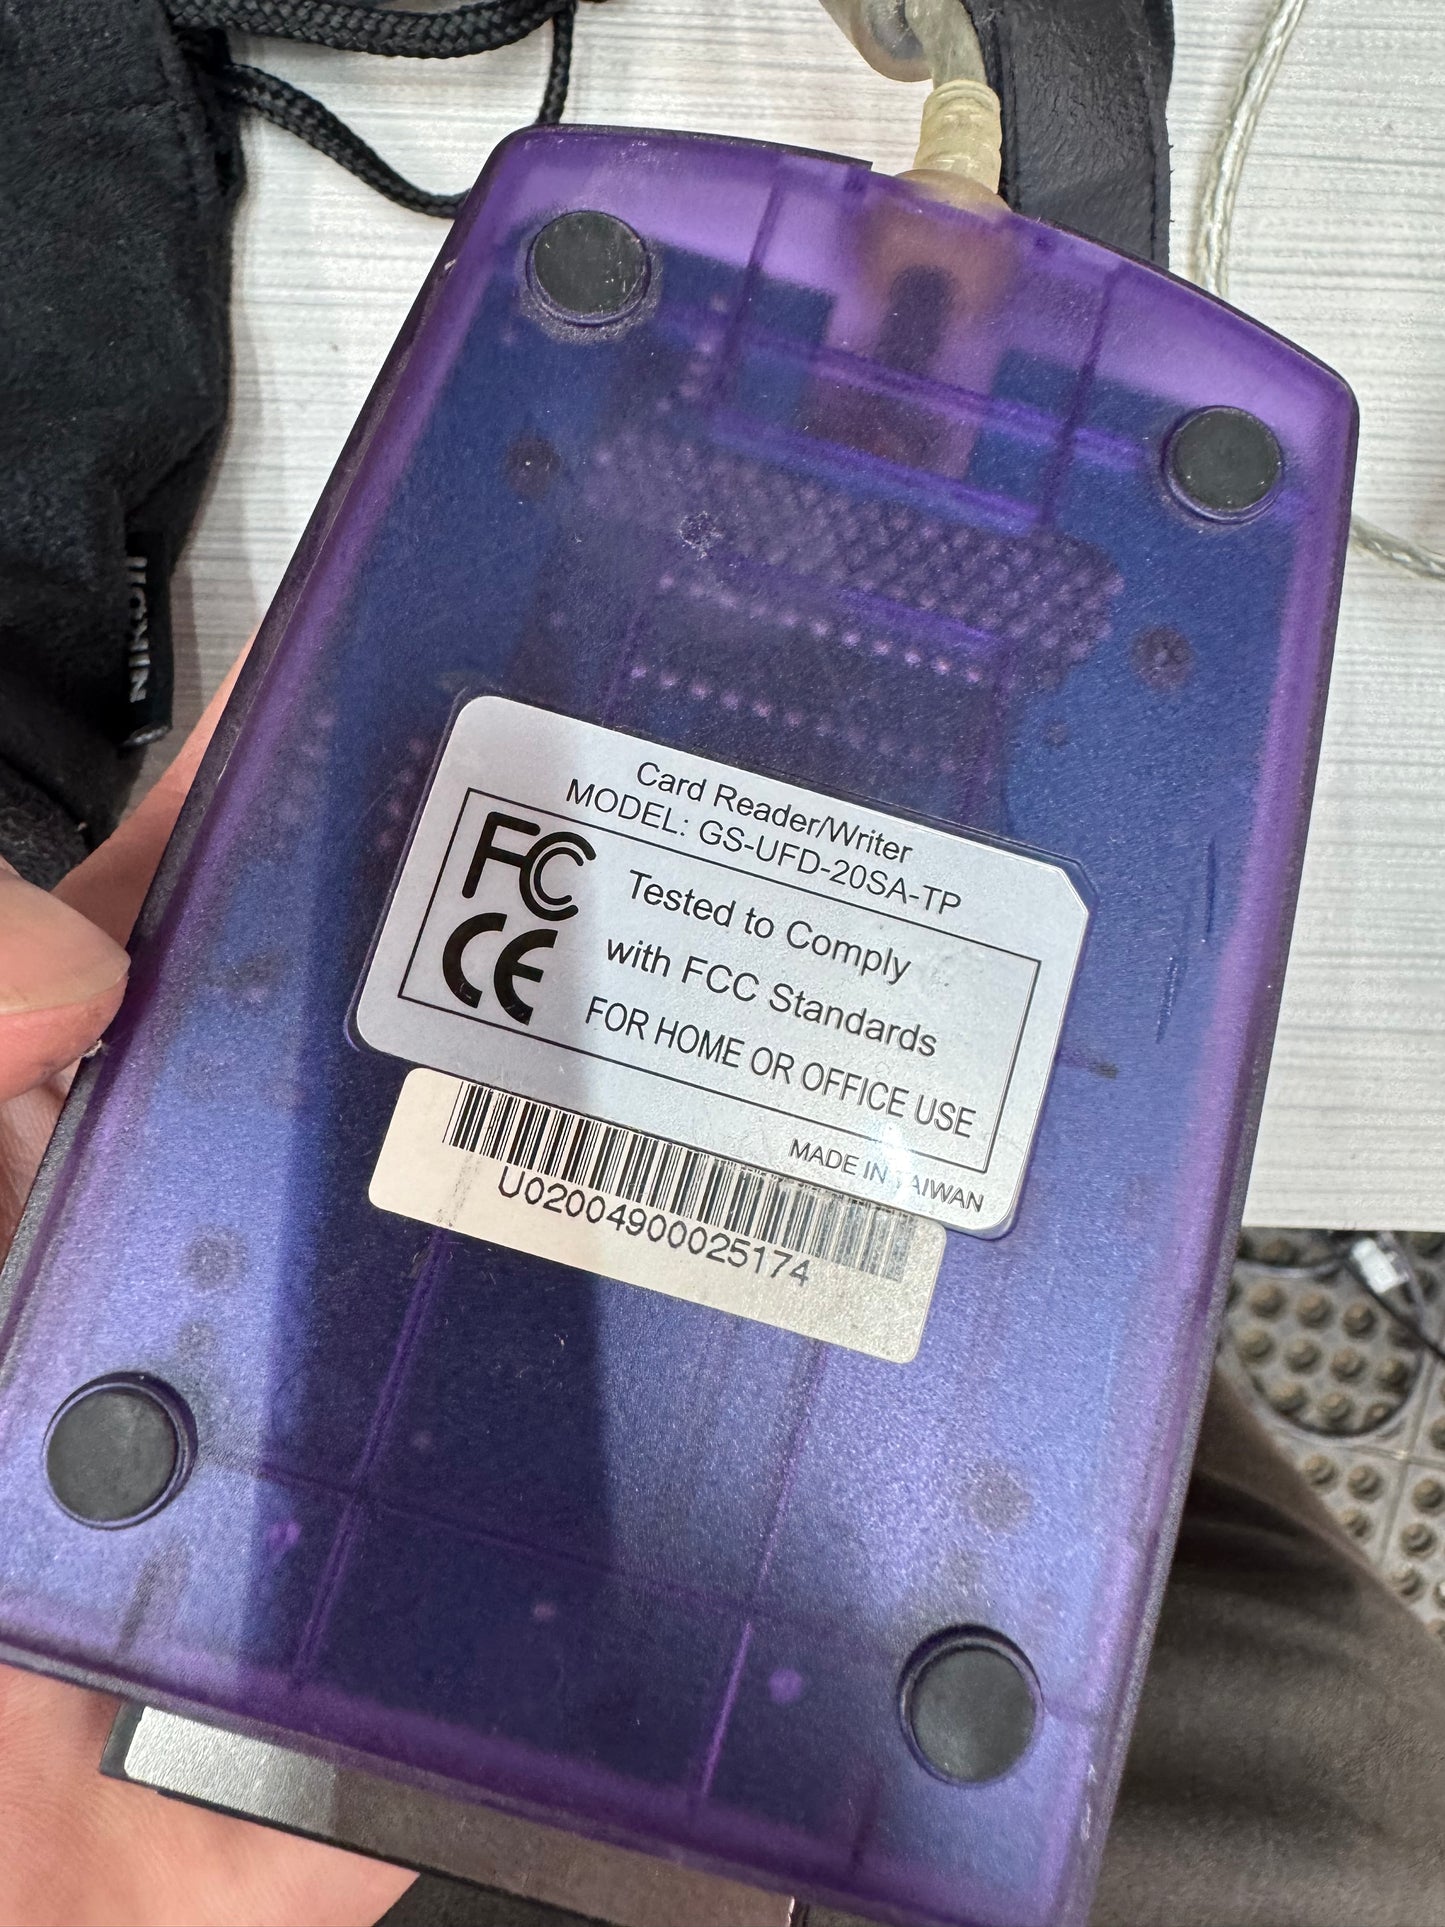 NIKOII
Card Reader/Writer
MODEL: GS-UFD-20SA-TP
FC
CE
Tested to Comply
with FCC Standards
FOR HOME OR OFFICE USE
MADE IN TAIWAN
U02004900025174